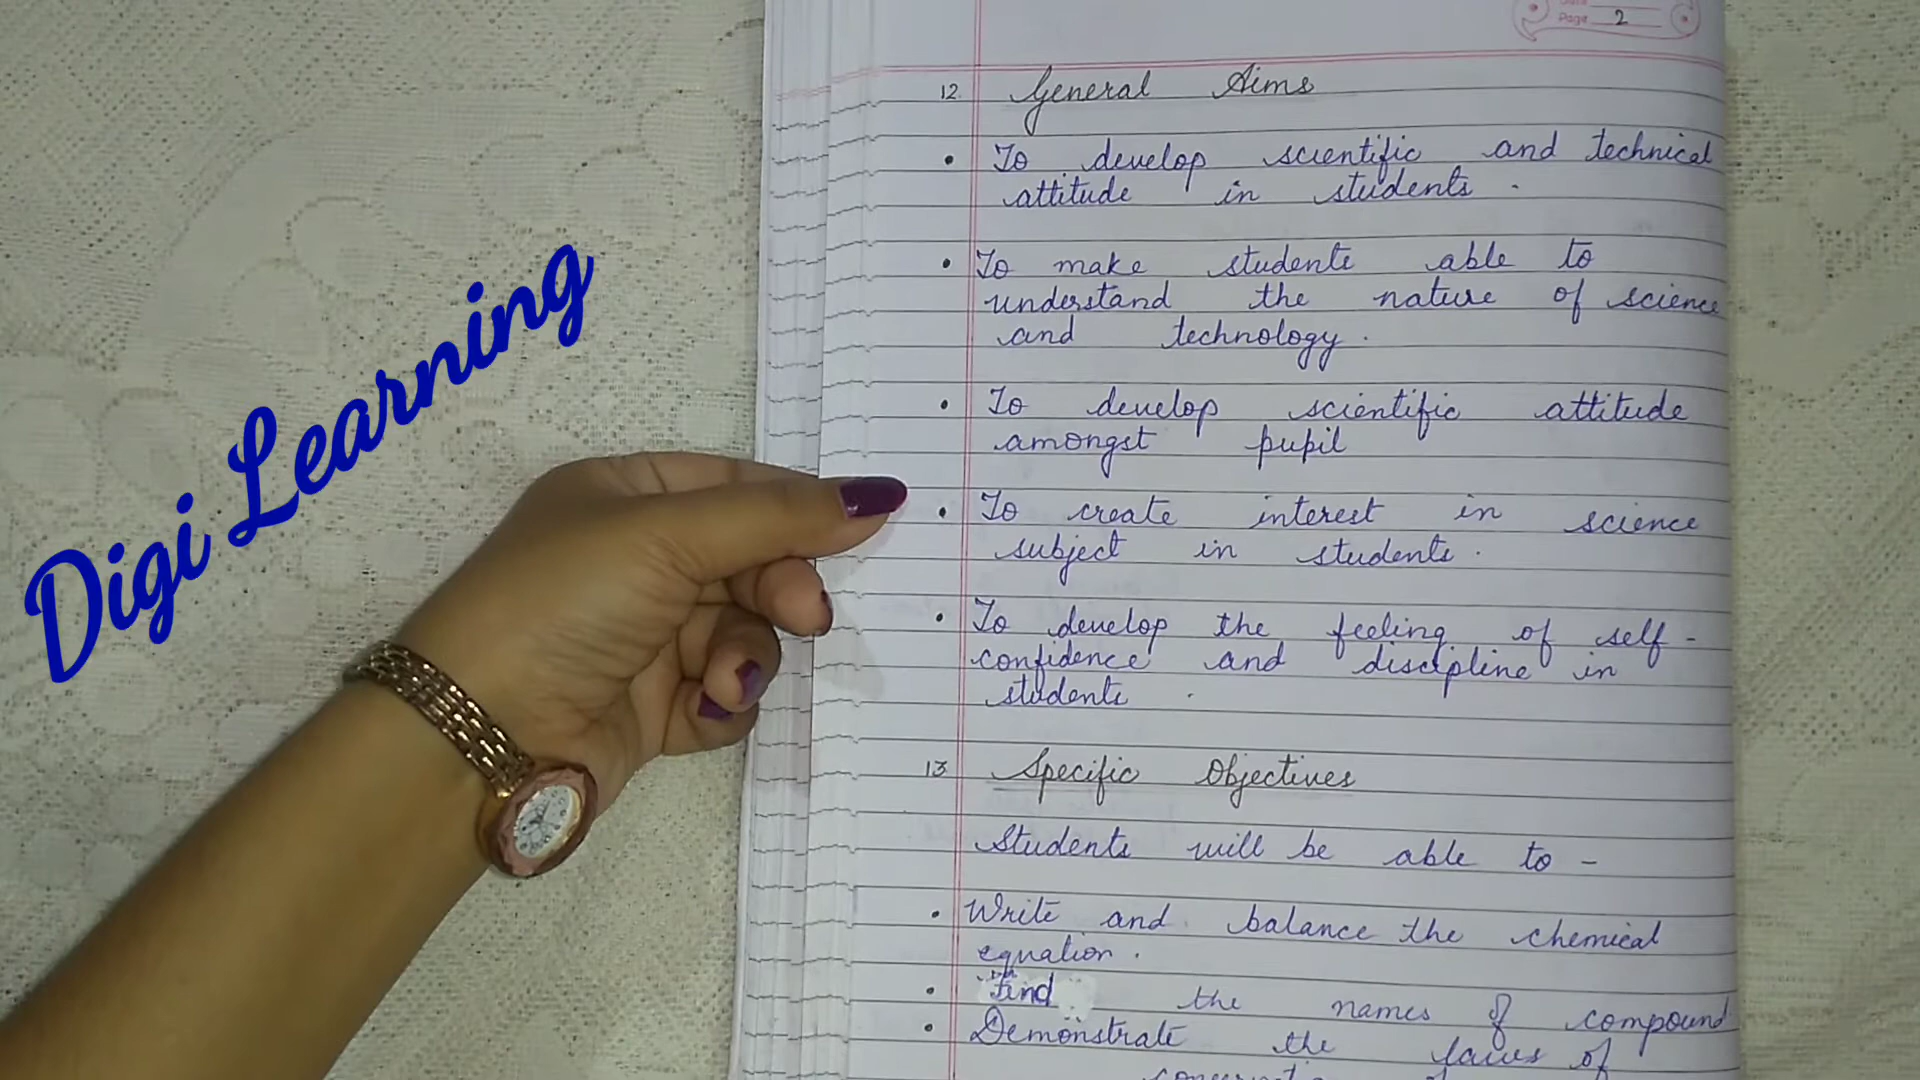 Digi Learning
Page 2
12. General Aims
• To develop scientific and technical
attitude in students.
• To make students able to
understand the nature of science
and technology.
• To develop scientific attitude
amongst pupil
• To create interest in science
subject in students.
• To develop the feeling of self-
confidence and discipline in
students.
13 Specific Objectives
Students will be able to -
• Write and balance the chemical
equation.
• Find the names of compound
• Demonstrate the laws of